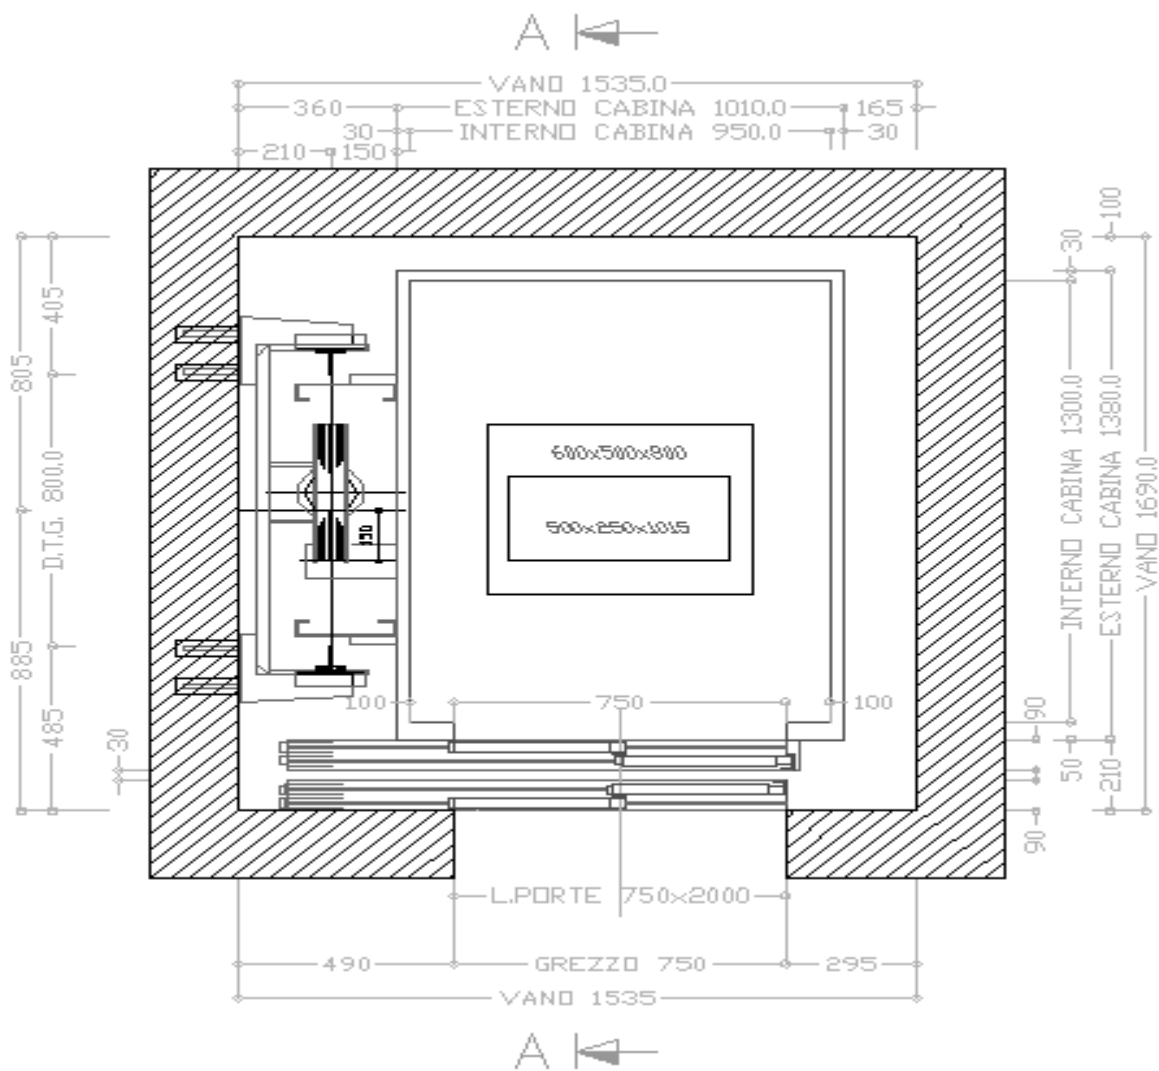 A
VANO 1535.0
360 ESTERNO CABINA 1010.0 165
30 INTERNO CABINA 950.0 30
210 150
100
30
405
805
D.T.G. 800.0
885
485
30
600x500x800
500x250x1015
150
INTERNO CABINA 1300.0
ESTERNO CABINA 1380.0
VANO 1690.0
100 750 100
90
50
210
90
L.PORTE 750x2000
490 GREZZO 750 295
VANO 1535
A